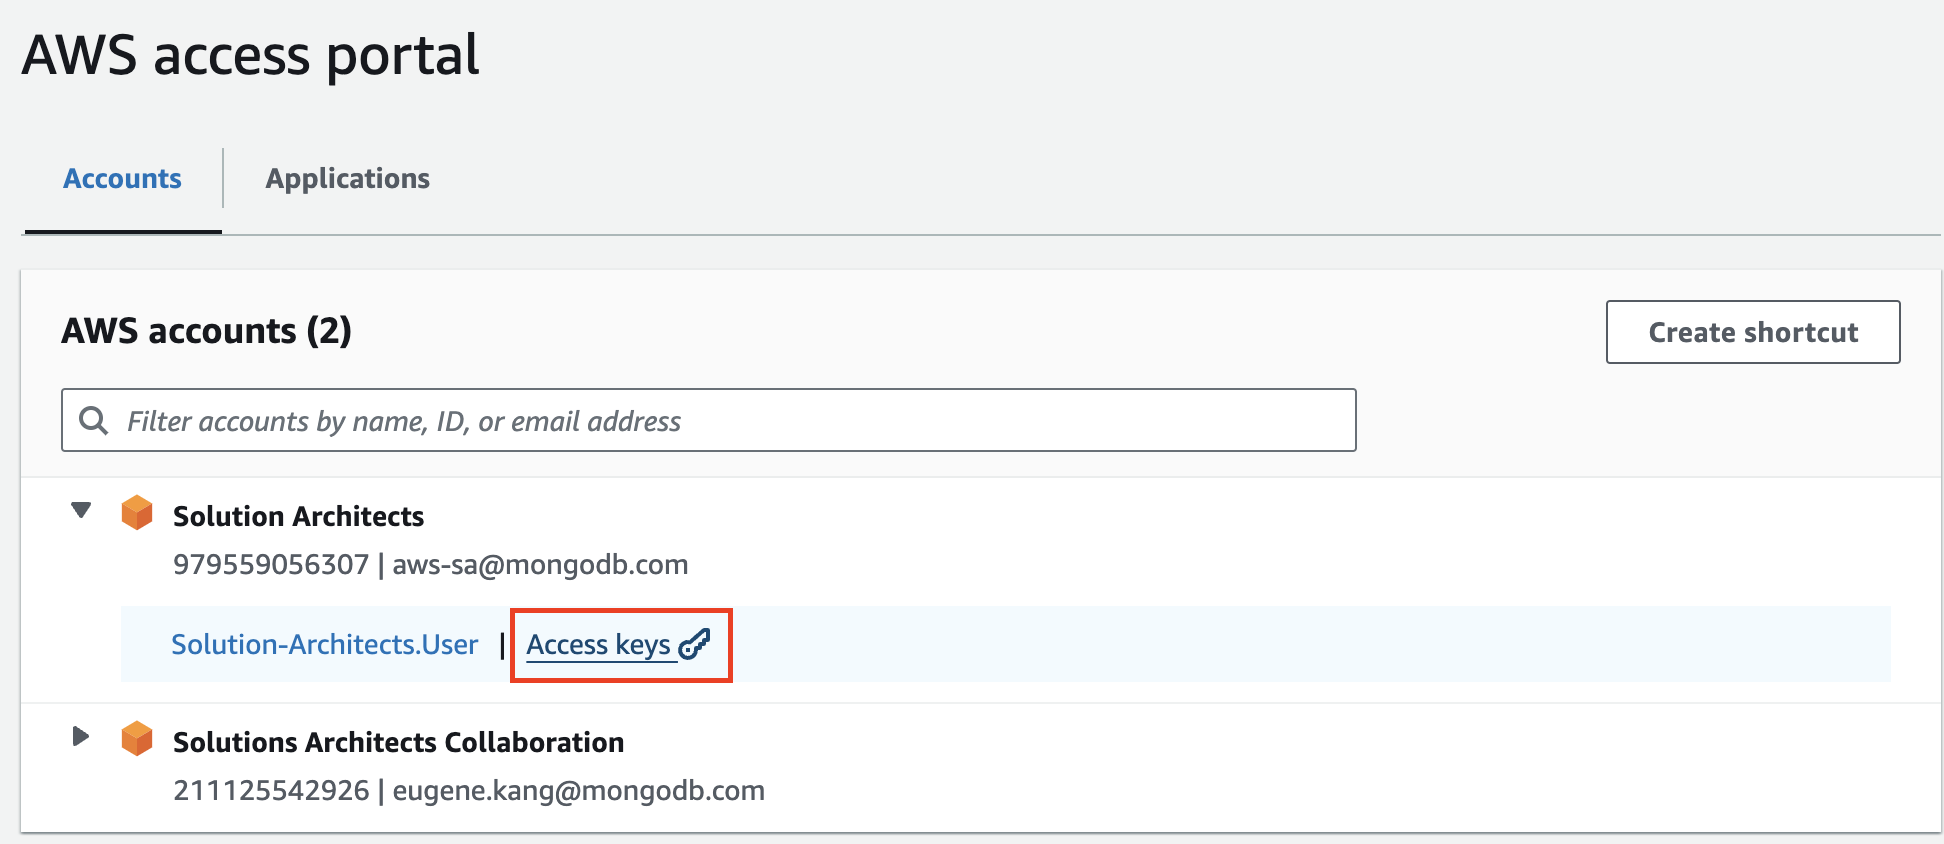 AWS access portal
Accounts
Applications
AWS accounts (2)
Create shortcut
Filter accounts by name, ID, or email address
Solution Architects
979559056307 | aws-sa@mongodb.com
Solution-Architects.User | Access keys
Solutions Architects Collaboration
211125542926 | eugene.kang@mongodb.com